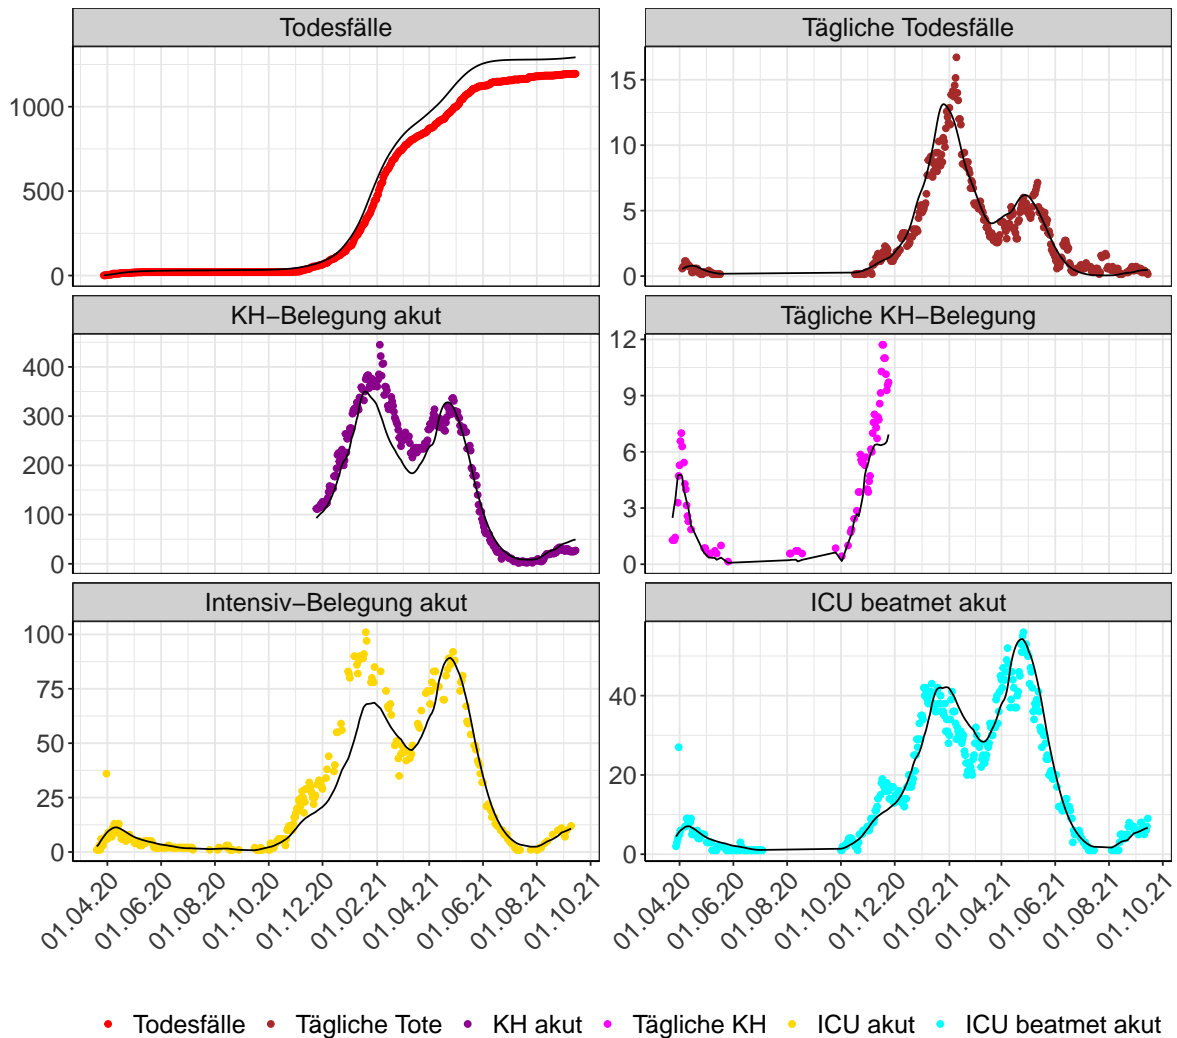 Todesfälle
Tägliche Todesfälle
1000
500
0
15
10
5
0
KH−Belegung akut
Tägliche KH−Belegung
400
300
200
100
0
12
9
6
3
0
Intensiv−Belegung akut
ICU beatmet akut
100
75
50
25
0
40
20
0
01.04.20 01.06.20 01.08.20 01.10.20 01.12.20 01.02.21 01.04.21 01.06.21 01.08.21 01.10.21
01.04.20 01.06.20 01.08.20 01.10.20 01.12.20 01.02.21 01.04.21 01.06.21 01.08.21 01.10.21
Todesfälle Tägliche Tote KH akut Tägliche KH ICU akut ICU beatmet akut